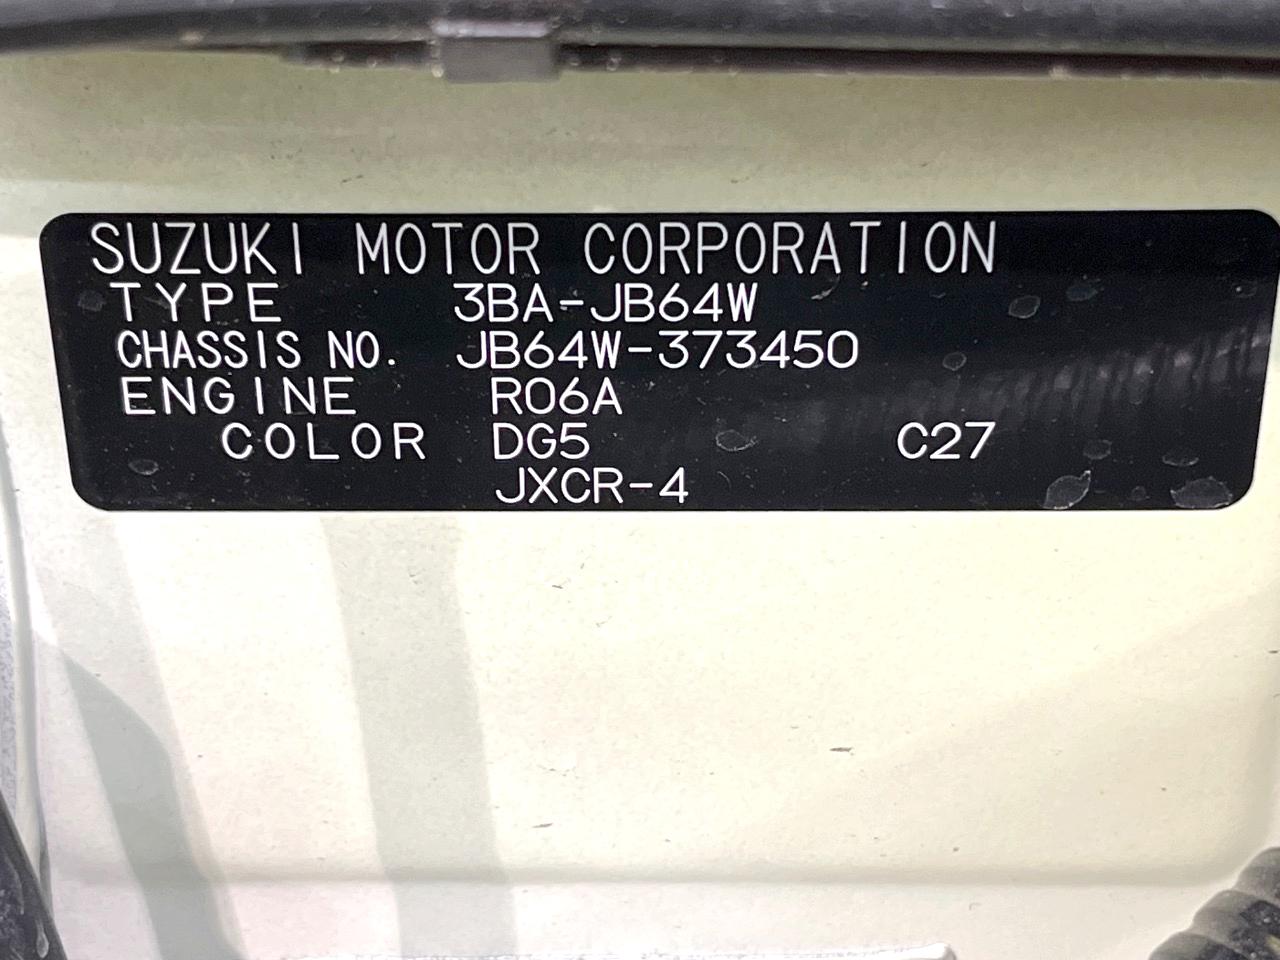 SUZUKI MOTOR CORPORATION
TYPE 3BA-JB64W
CHASSIS NO. JB64W-373450
ENGINE R06A
COLOR DG5 C27
JXCR-4